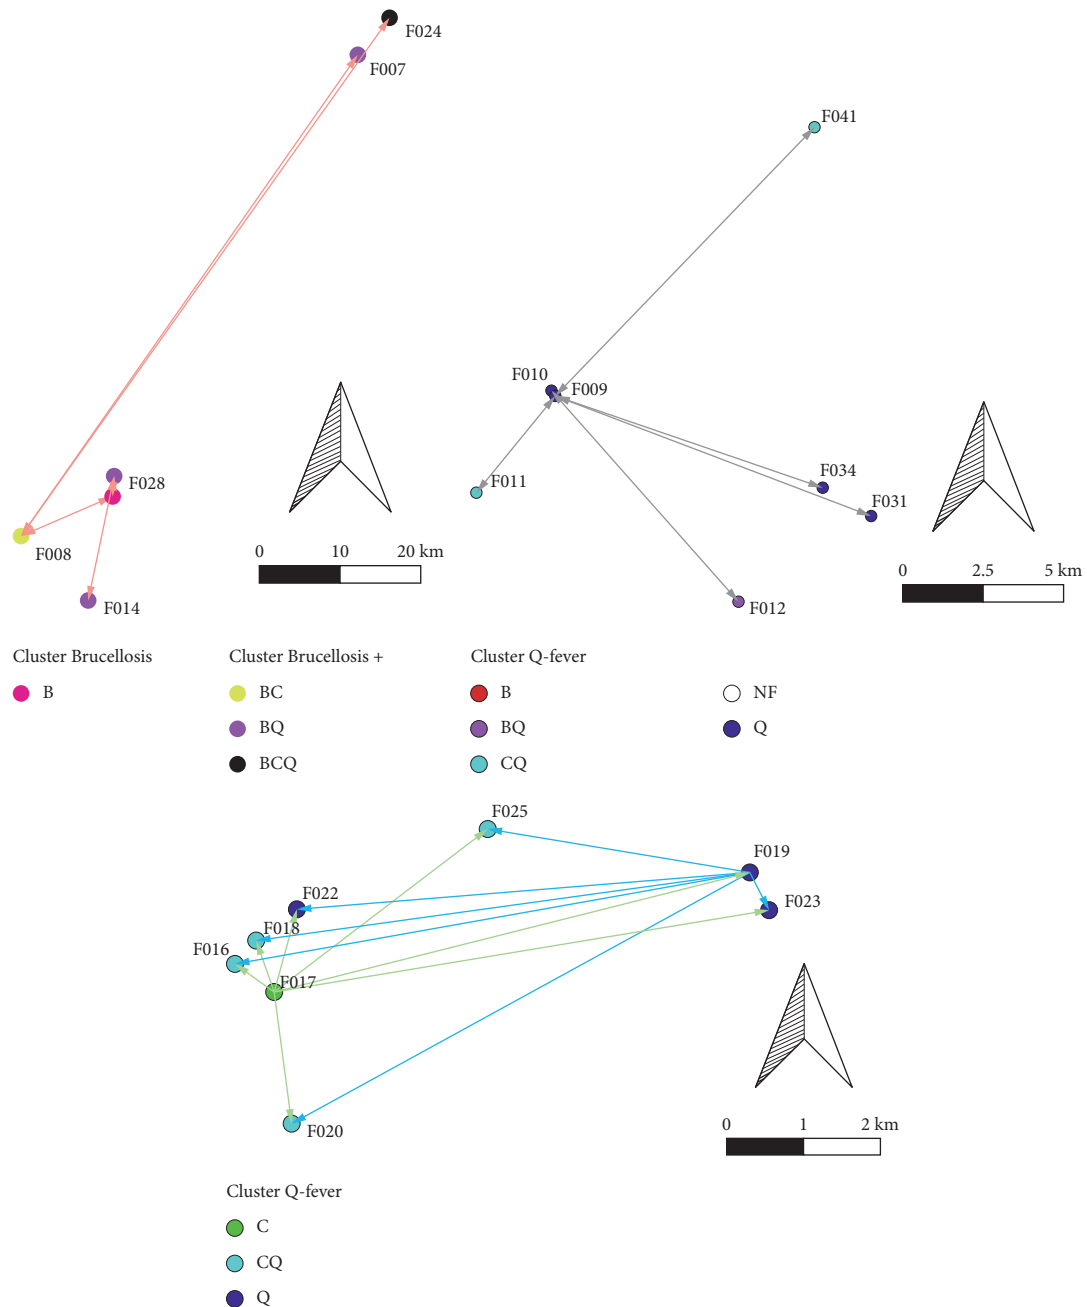 F024
F007
F041
F010
F009
F028
F011
F034
F031
F008
0 10 20 km
0 2.5 5 km
F014
F012
Cluster Brucellosis
B
Cluster Brucellosis +
BC
BQ
BCQ
Cluster Q-fever
B
BQ
CQ
NF
Q
F025
F019
F022
F023
F018
F016
F017
0 1 2 km
F020
Cluster Q-fever
C
CQ
Q